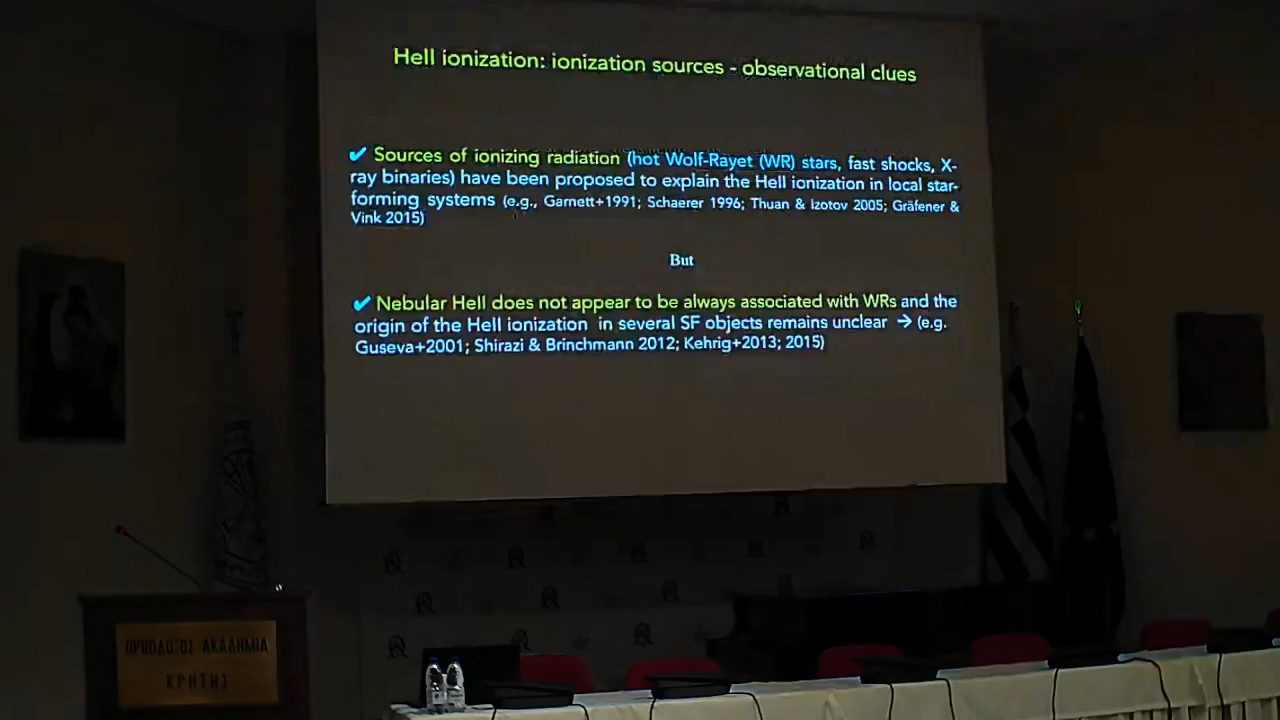 HeII ionization: ionization sources - observational clues
✔ Sources of ionizing radiation (hot Wolf-Rayet (WR) stars, fast shocks, X-
ray binaries) have been proposed to explain the HeII ionization in local star-
forming systems (e.g., Garnett+1991; Schaerer 1996; Thuan & Izotov 2005; Gräfener &
Vink 2015)
But
✔ Nebular HeII does not appear to be always associated with WRs and the
origin of the HeII ionization in several SF objects remains unclear → (e.g.
Guseva+2001; Shirazi & Brinchmann 2012; Kehrig+2013; 2015)
ΟΡΘΟΔΟΞΟΣ ΑΚΑΔΗΜΙΑ
ΚΡΗΤΗΣ